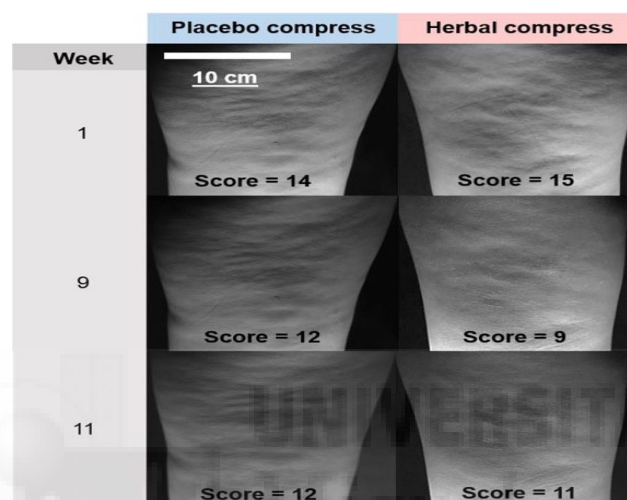 Placebo compress Herbal compress
Week
10 cm
1
Score = 14 Score = 15
9
Score = 12 Score = 9
UNIVERSIT
11
Score = 12 Score = 11